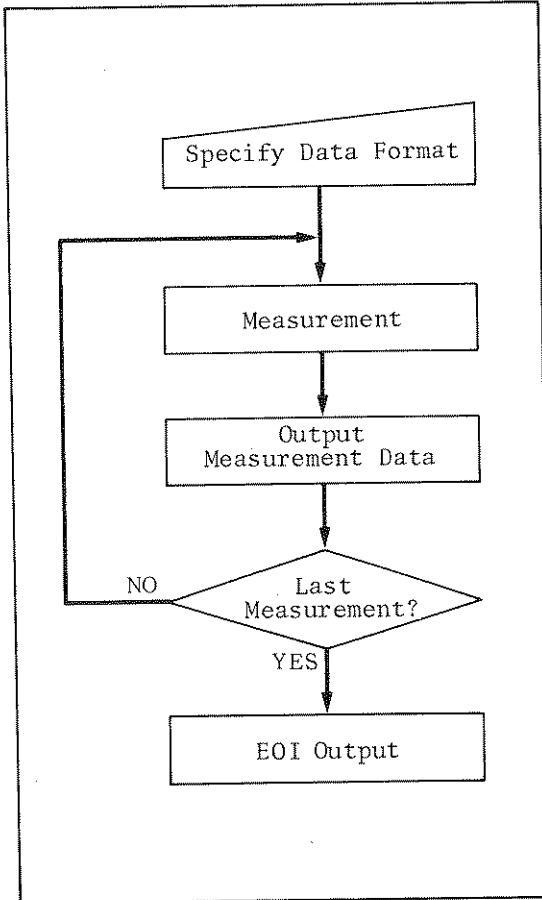 Specify Data Format
Measurement
Output
Measurement Data
Last
Measurement?
NO
YES
EOI Output